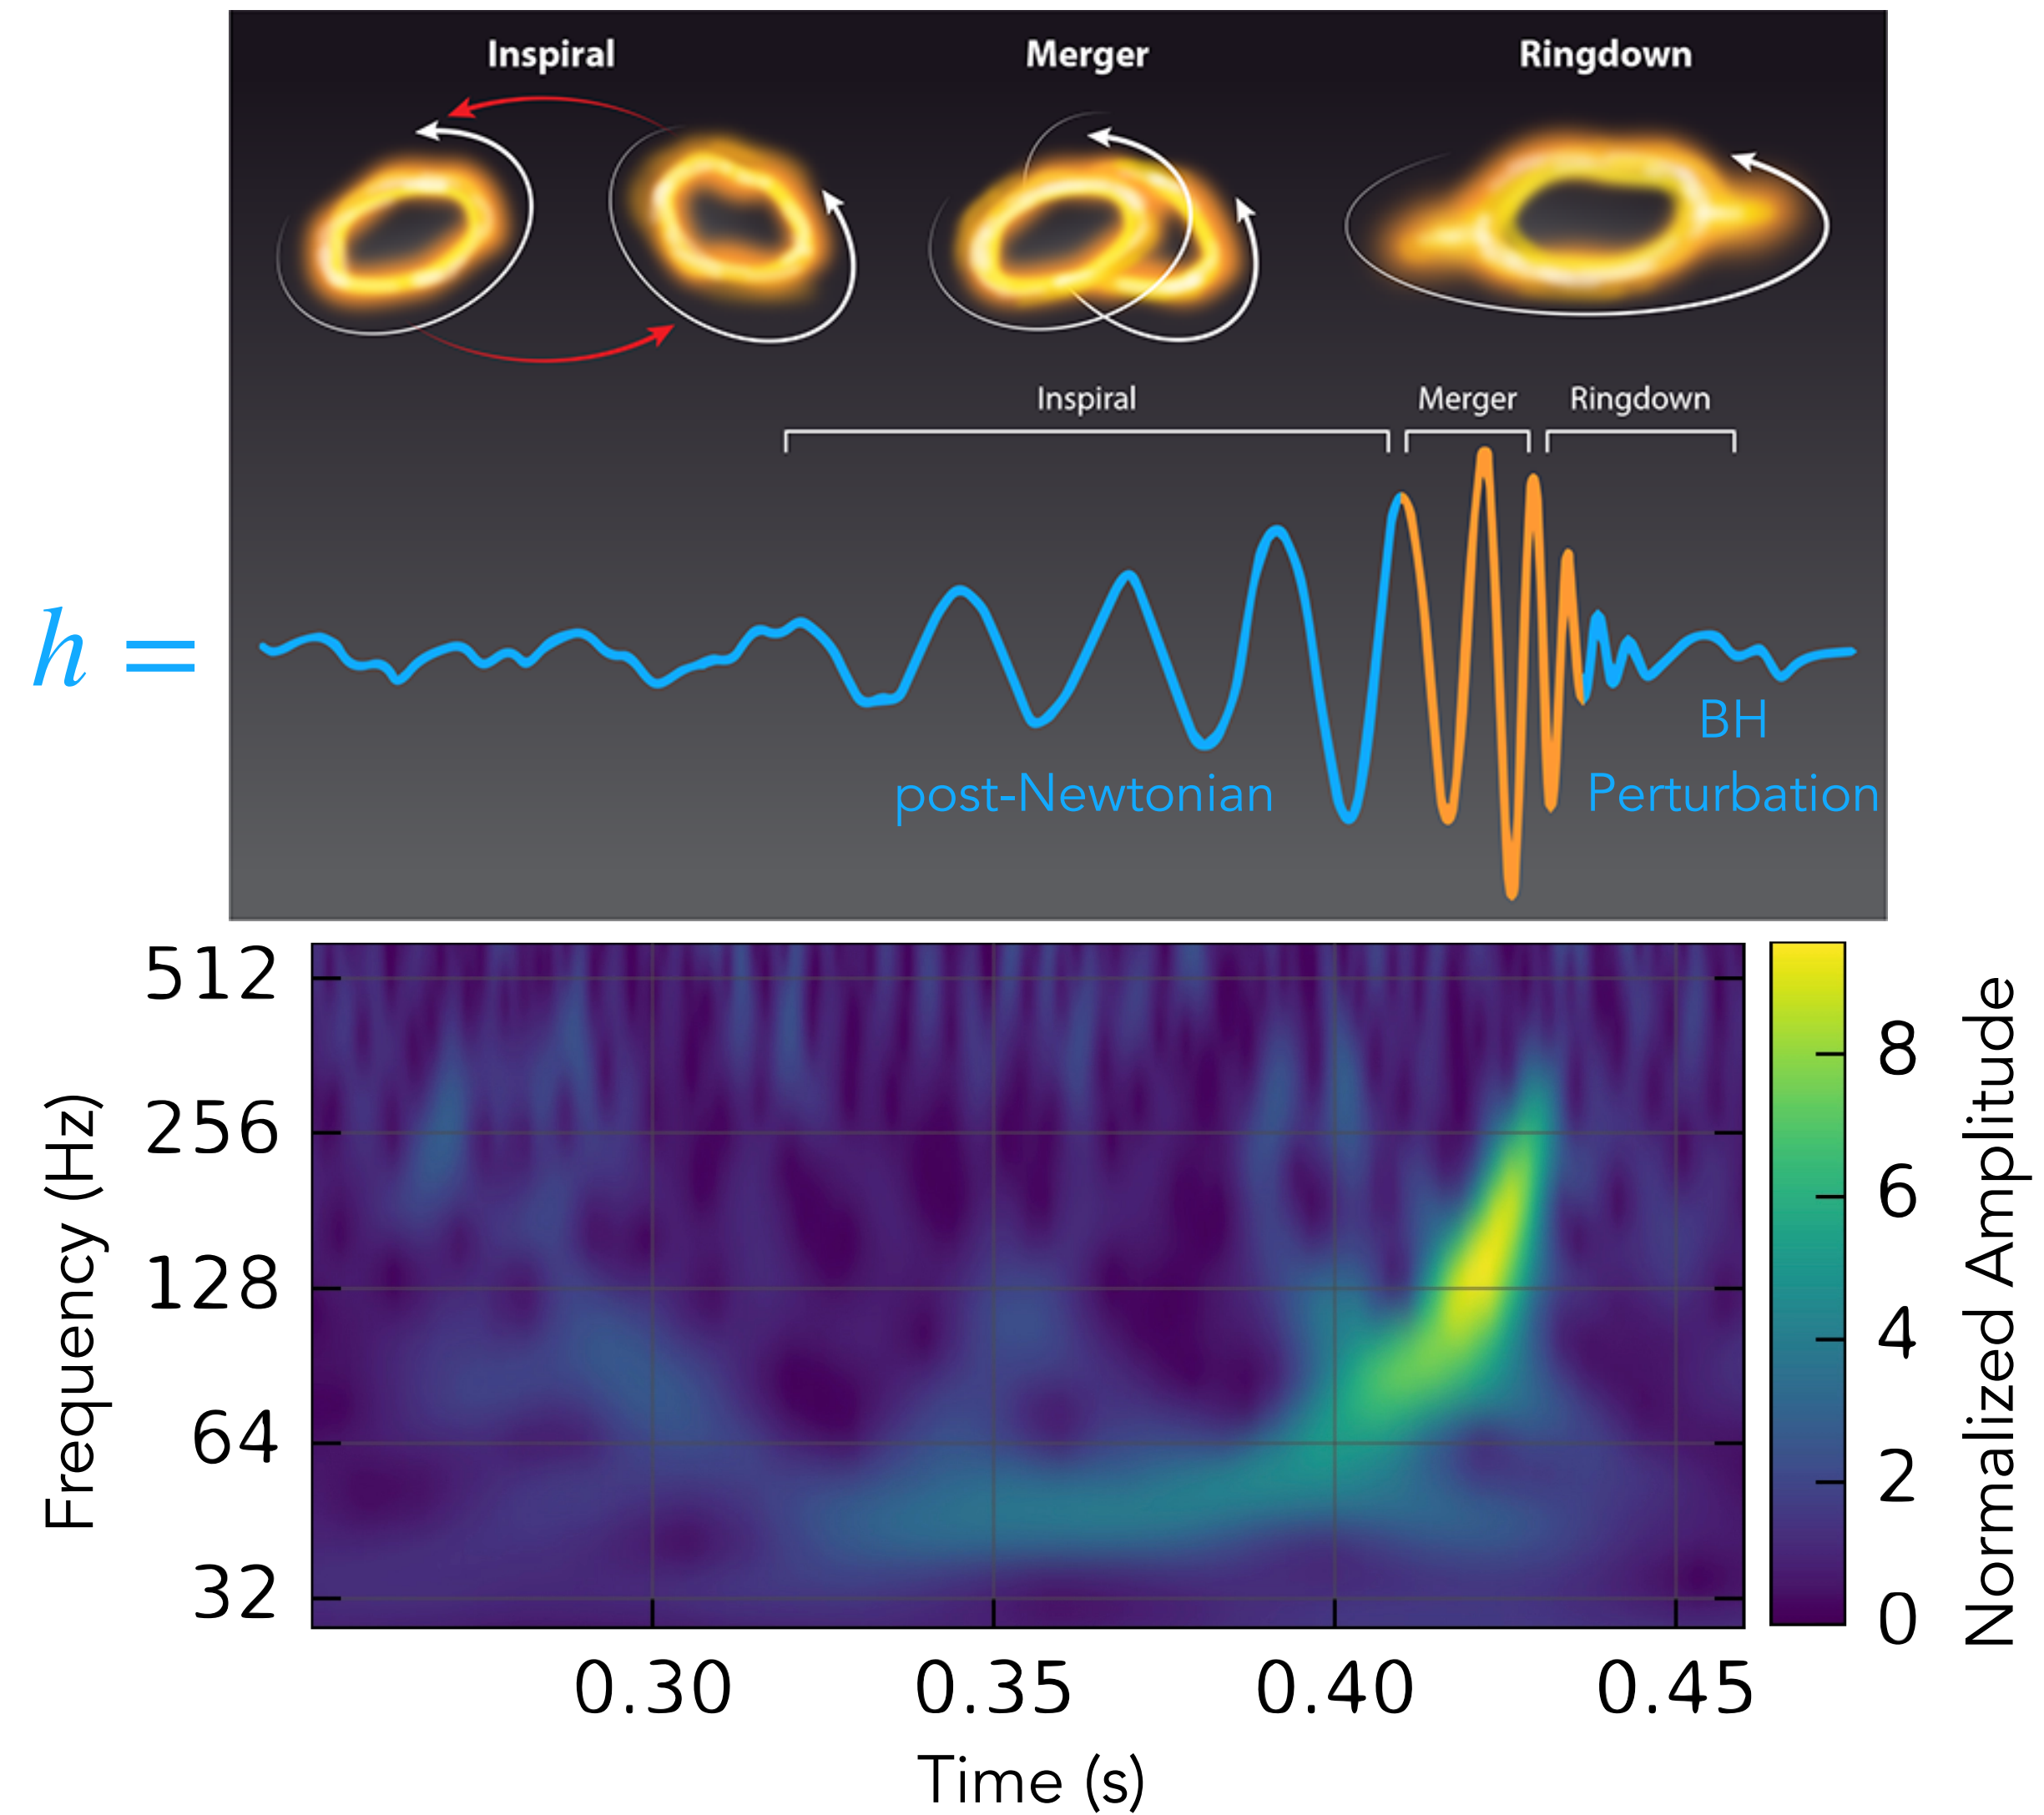 Inspiral
Merger
Ringdown
Inspiral
Merger
Ringdown
h =
post-Newtonian
BH
Perturbation
512
256
128
64
32
Frequency (Hz)
0.30
0.35
0.40
0.45
Time (s)
8
6
4
2
0
Normalized Amplitude